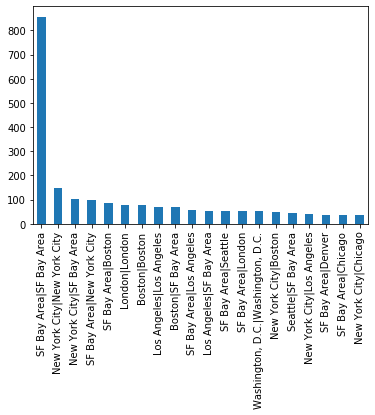 800
700
600
500
400
300
200
100
0
SF Bay Area|SF Bay Area
New York City|New York City
New York City|SF Bay Area
SF Bay Area|New York City
SF Bay Area|Boston
London|London
Boston|Boston
Los Angeles|Los Angeles
Boston|SF Bay Area
SF Bay Area|Los Angeles
Los Angeles|SF Bay Area
SF Bay Area|Seattle
SF Bay Area|London
Washington, D.C.|Washington, D.C.
New York City|Boston
Seattle|SF Bay Area
New York City|Los Angeles
SF Bay Area|Denver
SF Bay Area|Chicago
New York City|Chicago